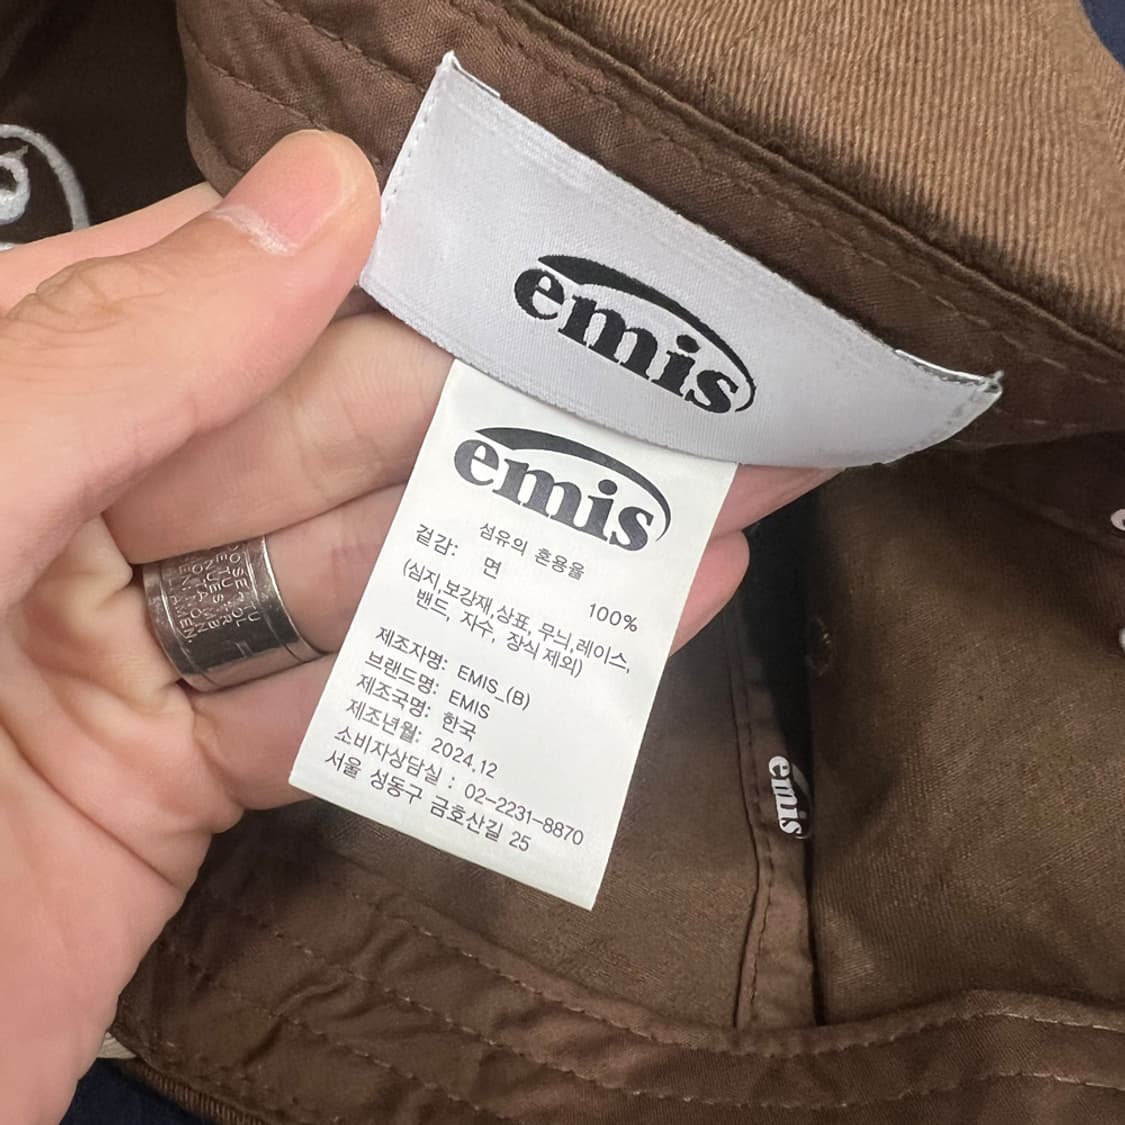 emis
emis
섬유의 혼용율
겉감: 면 100%
(심지,보강재,상표, 무늬,레이스,
밴드, 지수, 장식 제외)
제조자명: EMIS_(B)
브랜드명: EMIS
제조국명: 한국
제조년월: 2024.12
소비자상담실 : 02-2231-8870
서울 성동구 금호산길 25
emis